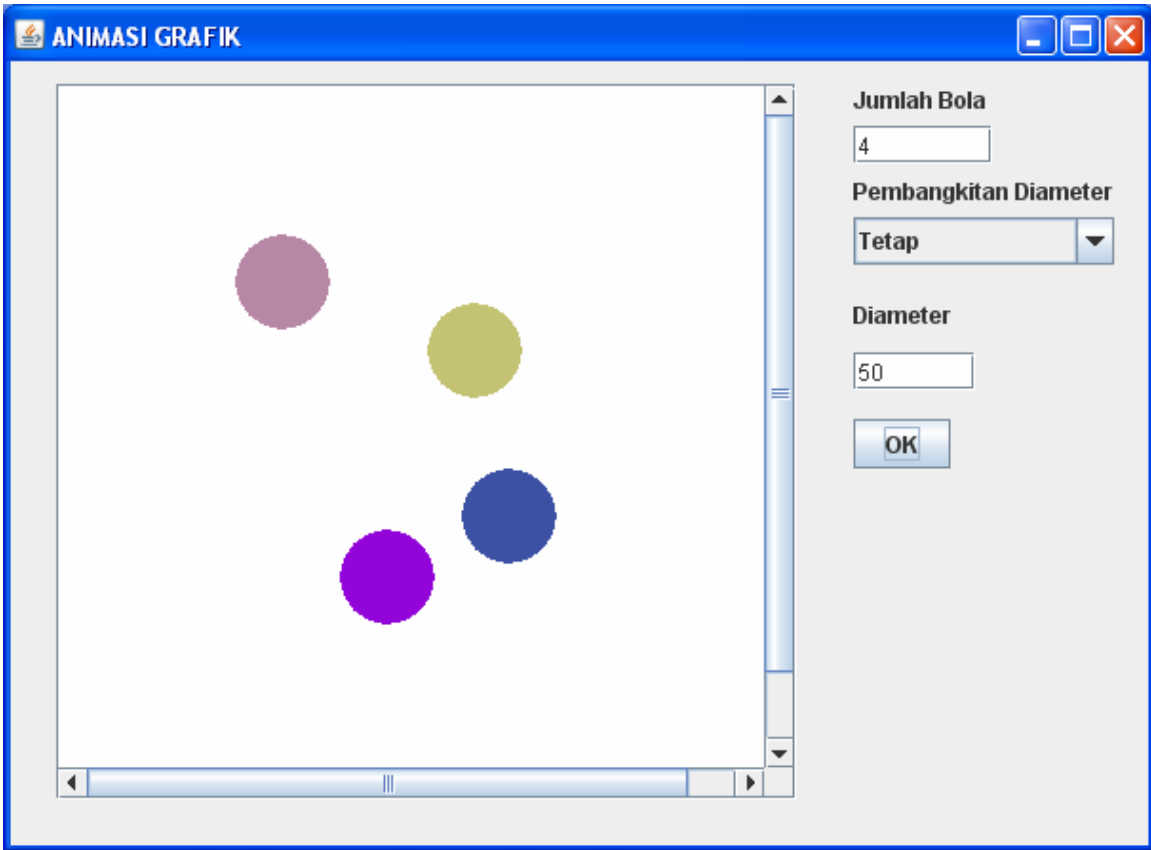 ANIMASI GRAFIK
Jumlah Bola
4
Pembangkitan Diameter
Tetap
Diameter
50
OK